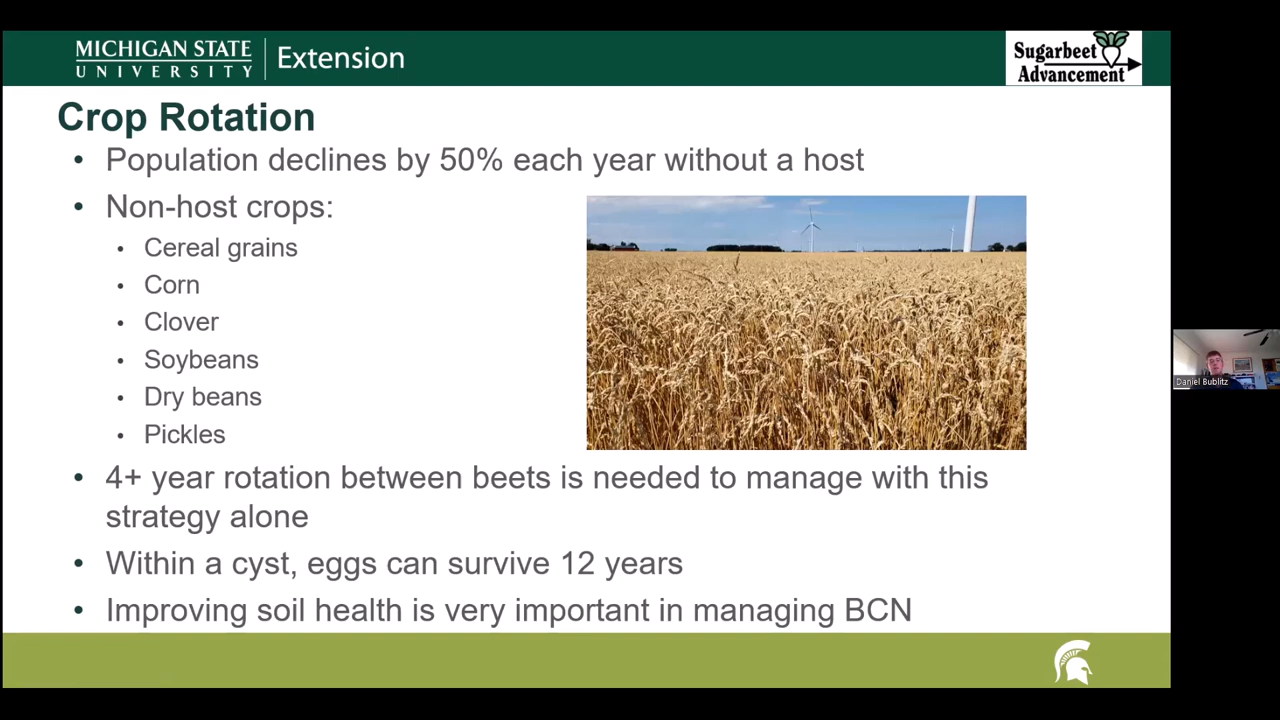 MICHIGAN STATE
UNIVERSITY
Extension
Sugarbeet
Advancement
Crop Rotation
• Population declines by 50% each year without a host
• Non-host crops:
• Cereal grains
• Corn
• Clover
• Soybeans
• Dry beans
• Pickles
• 4+ year rotation between beets is needed to manage with this
strategy alone
• Within a cyst, eggs can survive 12 years
• Improving soil health is very important in managing BCN
Daniel Bublitz